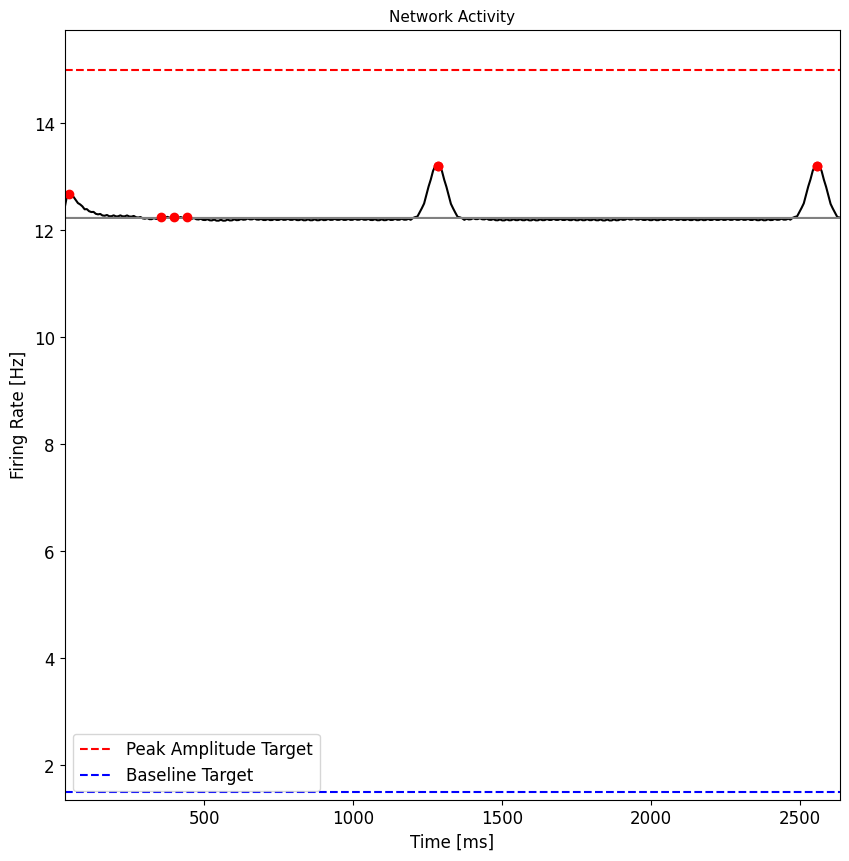 Network Activity
14
12
10
8
6
4
2
Firing Rate [Hz]
Peak Amplitude Target
Baseline Target
500
1000
1500
2000
2500
Time [ms]